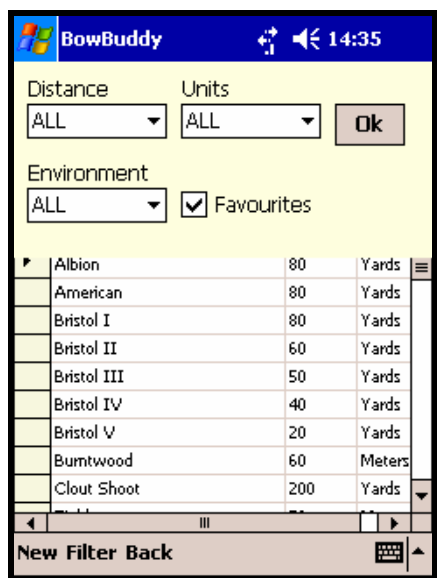 BowBuddy 14:35
Distance Units
ALL ALL Ok
Environment
ALL Favourites
Albion 80 Yards
American 80 Yards
Bristol I 80 Yards
Bristol II 60 Yards
Bristol III 50 Yards
Bristol IV 40 Yards
Bristol V 20 Yards
Burntwood 60 Meters
Clout Shoot 200 Yards
New Filter Back